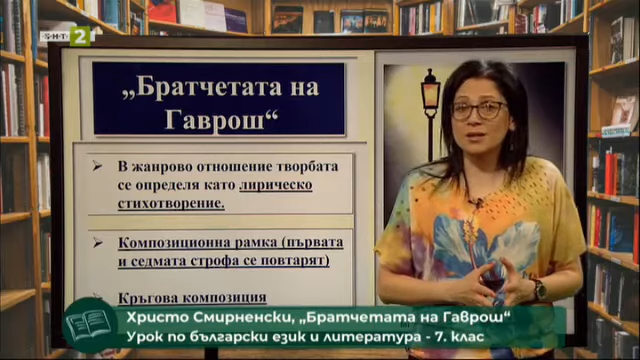 БНТ 2
„Братчетата на
Гаврош“
В жанрово отношение творбата
се определя като лирическо
стихотворение.
Композиционна рамка (първата
и седмата строфа се повтарят)
Кръгова композиция
Христо Смирненски, „Братчетата на Гаврош“
Урок по български език и литература - 7. клас